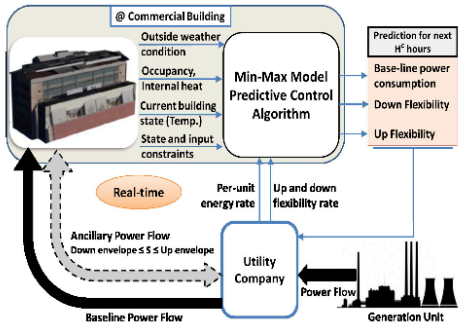 @ Commercial Building
Outside weather
condition
Occupancy,
Internal heat
Current building
state (Temp.)
State and input
constraints
Min-Max Model
Predictive Control
Algorithm
Prediction for next
Hᶜ hours
Base-line power
consumption
Down Flexibility
Up Flexibility
Real-time
Per-unit
energy rate
Up and down
flexibility rate
Ancillary Power Flow
Down envelope ≤ S ≤ Up envelope
Utility
Company
Power Flow
Baseline Power Flow
Generation Unit